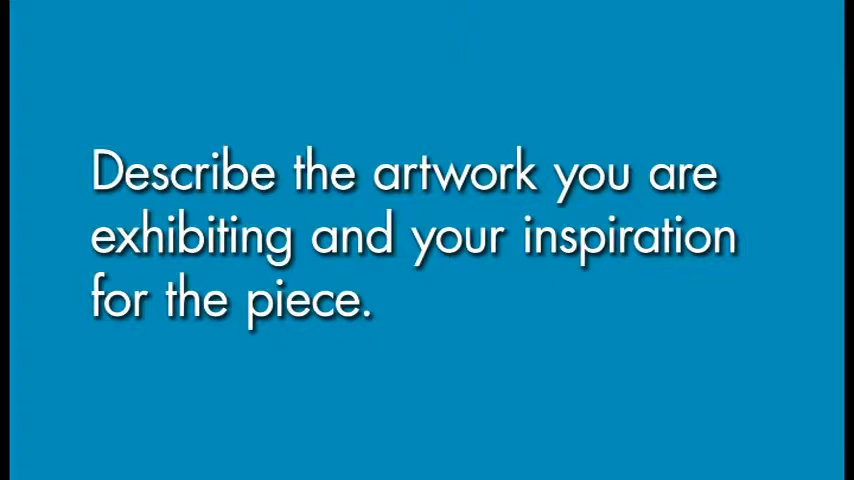 Describe the artwork you are
exhibiting and your inspiration
for the piece.